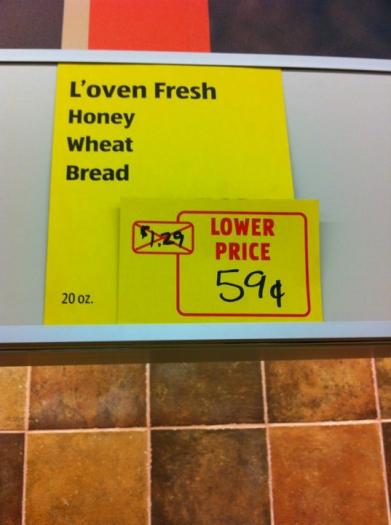 L'oven Fresh
Honey
Wheat
Bread
$1.29
LOWER
PRICE
59¢
20 oz.